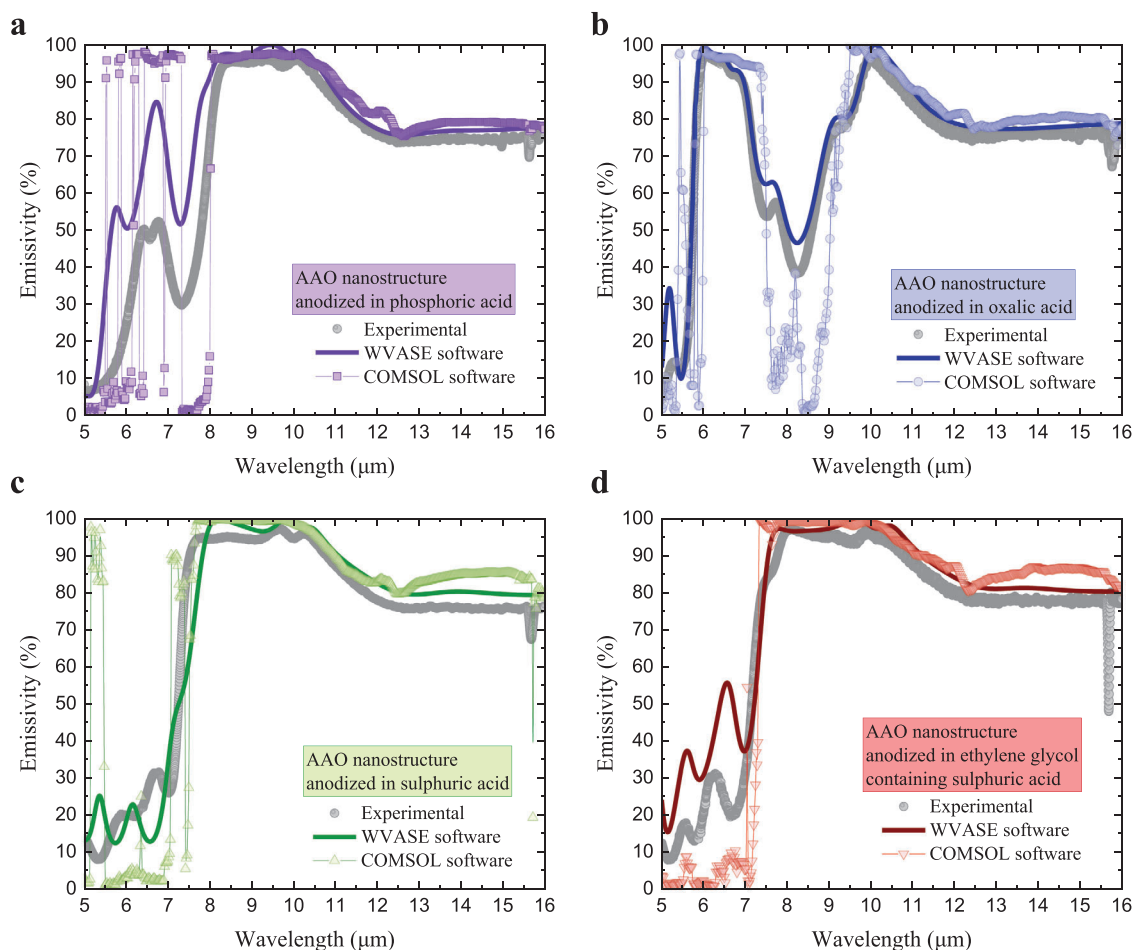 a
100
90
80
70
60
50
40
30
20
10
0
Emissivity (%)
AAO nanostructure
anodized in phosphoric acid
Experimental
WVASE software
COMSOL software
5 6 7 8 9 10 11 12 13 14 15 16
Wavelength (μm)
b
100
90
80
70
60
50
40
30
20
10
0
Emissivity (%)
AAO nanostructure
anodized in oxalic acid
Experimental
WVASE software
COMSOL software
5 6 7 8 9 10 11 12 13 14 15 16
Wavelength (μm)
c
100
90
80
70
60
50
40
30
20
10
0
Emissivity (%)
AAO nanostructure
anodized in sulphuric acid
Experimental
WVASE software
COMSOL software
5 6 7 8 9 10 11 12 13 14 15 16
Wavelength (μm)
d
100
90
80
70
60
50
40
30
20
10
0
Emissivity (%)
AAO nanostructure
anodized in ethylene glycol
containing sulphuric acid
Experimental
WVASE software
COMSOL software
5 6 7 8 9 10 11 12 13 14 15 16
Wavelength (μm)